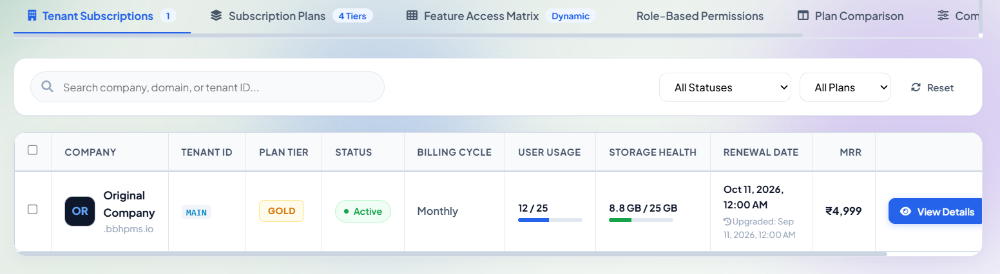 Tenant Subscriptions 1 Subscription Plans 4 Tiers Feature Access Matrix Dynamic Role-Based Permissions Plan Comparison Com
Search company, domain, or tenant ID... All Statuses All Plans Reset
COMPANY TENANT ID PLAN TIER STATUS BILLING CYCLE USER USAGE STORAGE HEALTH RENEWAL DATE MRR
OR
Original
Company
.bbhpms.io
MAIN
GOLD
Active
Monthly
12 / 25
8.8 GB / 25 GB
Oct 11, 2026,
12:00 AM
Upgraded: Sep
11, 2026, 12:00 AM
₹4,999
View Details